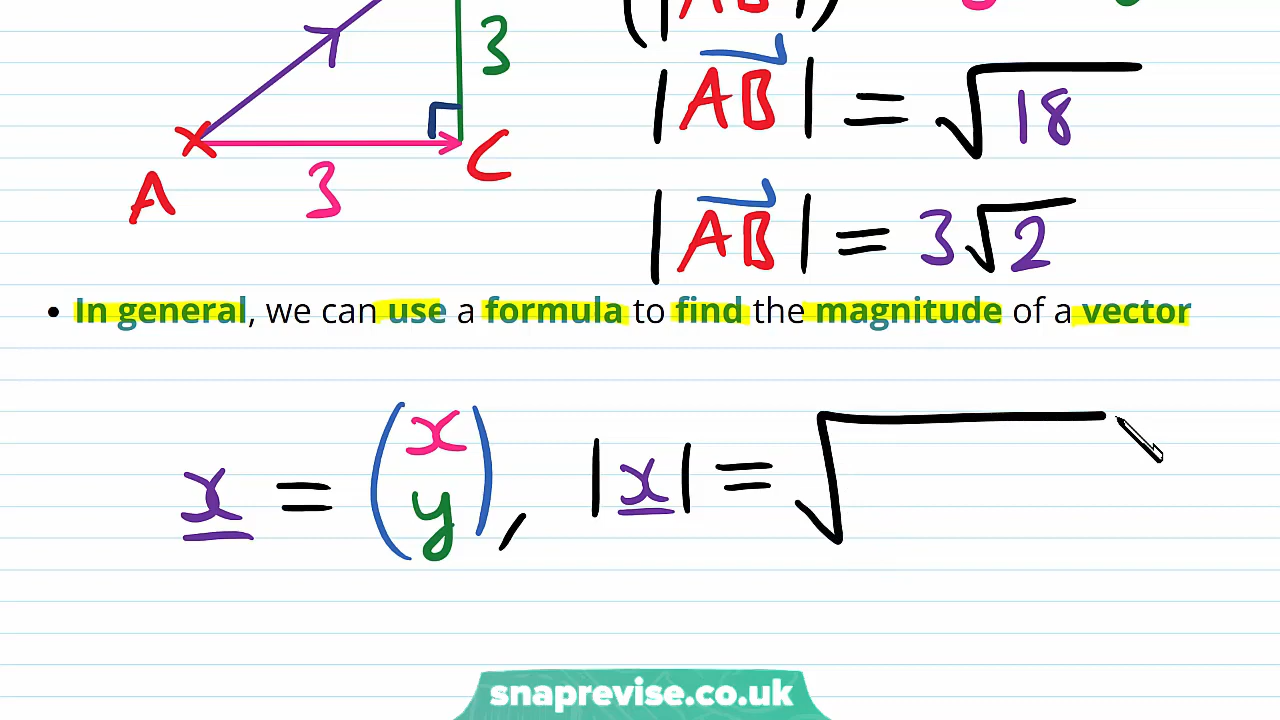 3
(|AB|)
|AB| = √18
A 3 C
|AB| = 3√2
• In general, we can use a formula to find the magnitude of a vector
x = (x y), |x| = √
snaprevise.co.uk